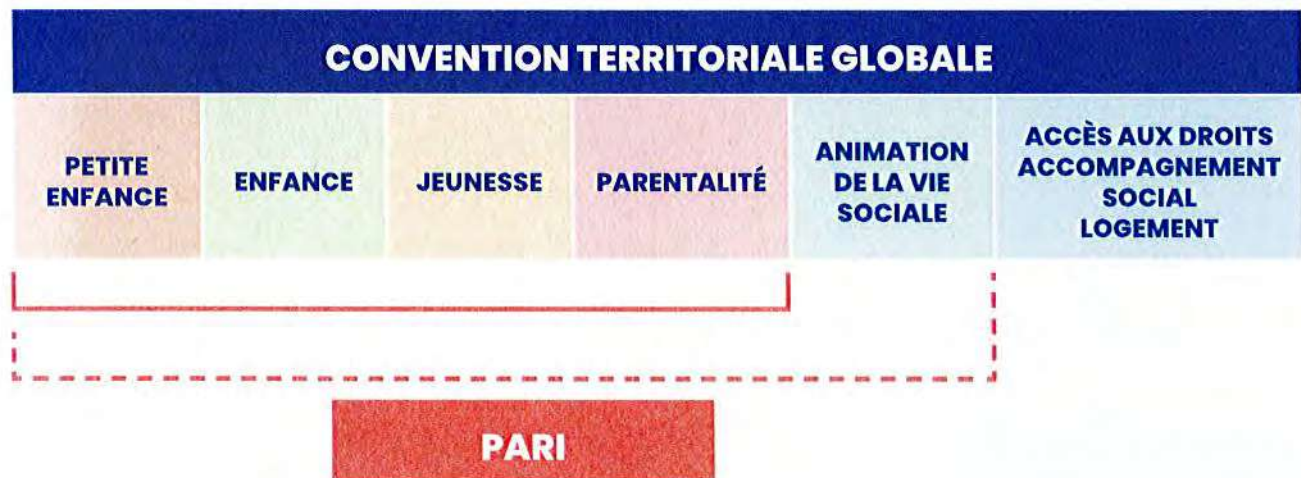 CONVENTION TERRITORIALE GLOBALE
PETITE
ENFANCE
ENFANCE
JEUNESSE
PARENTALITÉ
ANIMATION
DE LA VIE
SOCIALE
ACCÈS AUX DROITS
ACCOMPAGNEMENT
SOCIAL
LOGEMENT
PARI